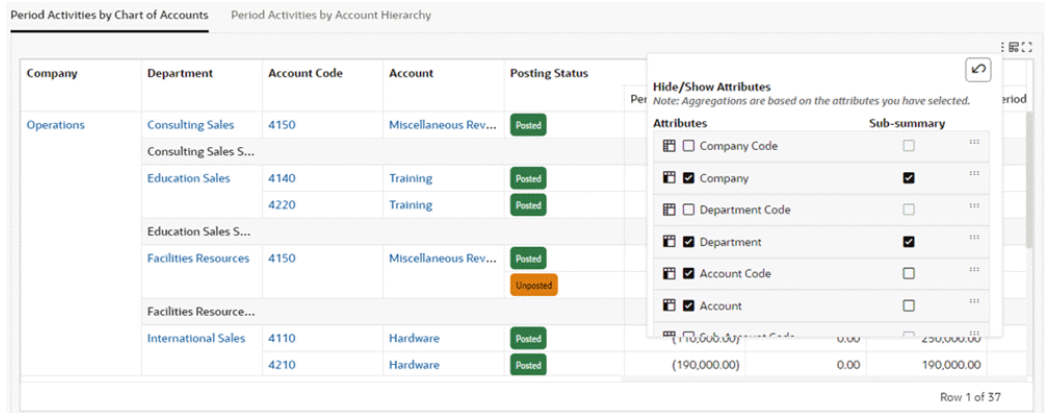 Period Activities by Chart of Accounts Period Activities by Account Hierarchy
Company Department Account Code Account Posting Status
Hide/Show Attributes
Per Note: Aggregations are based on the attributes you have selected. eriod
Attributes Sub-summary
Operations Consulting Sales 4150 Miscellaneous Rev... Posted
Company Code
Consulting Sales S...
Education Sales 4140 Training Posted
Company
4220 Training Posted
Department Code
Education Sales S...
Department
Facilities Resources 4150 Miscellaneous Rev... Posted
Account Code
Unposted
Account
Facilities Resource...
International Sales 4110 Hardware Posted (110,000.00) 0.00 250,000.00
4210 Hardware Posted (190,000.00) 0.00 190,000.00
Row 1 of 37